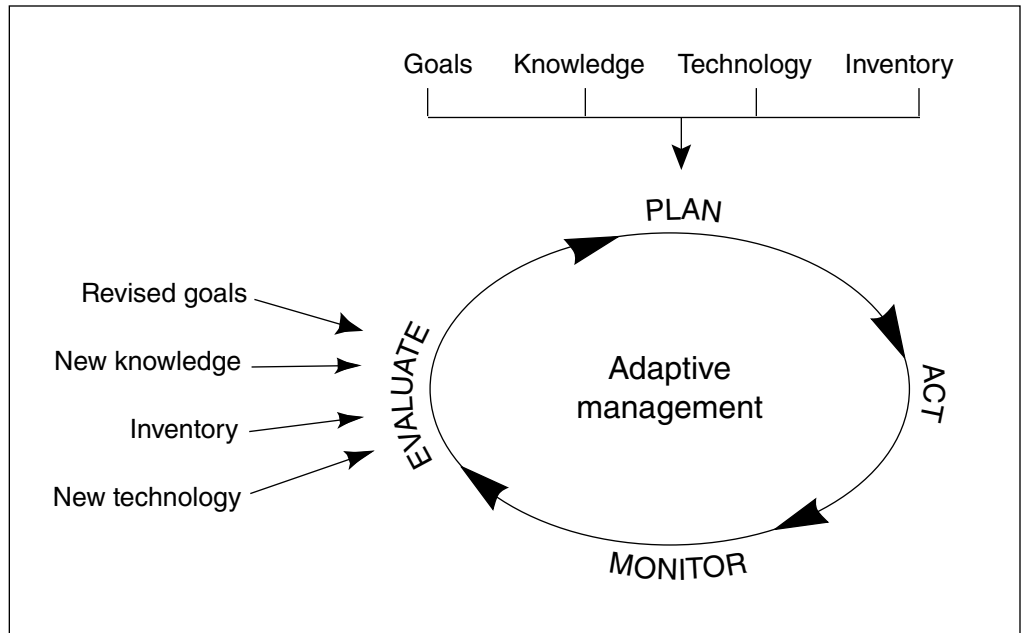 Goals Knowledge Technology Inventory
PLAN
Revised goals
New knowledge
Inventory
New technology
EVALUATE
Adaptive
management
ACT
MONITOR